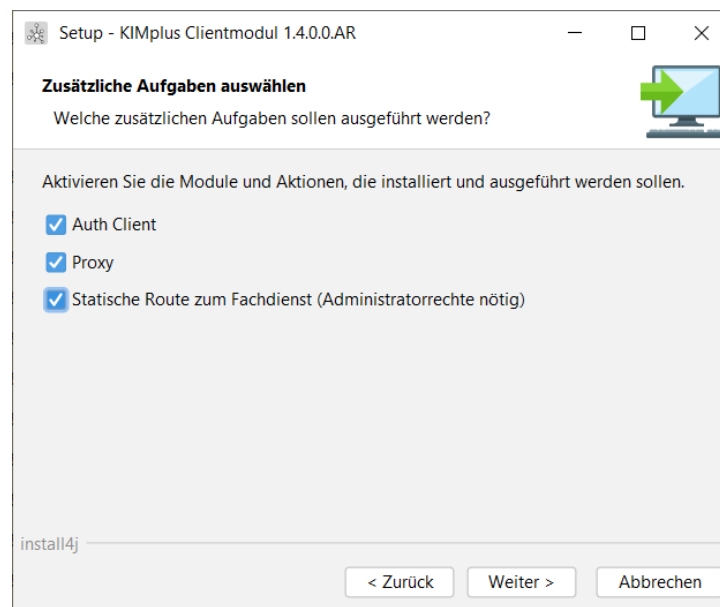 Setup - KIMplus Clientmodul 1.4.0.0.AR
Zusätzliche Aufgaben auswählen
Welche zusätzlichen Aufgaben sollen ausgeführt werden?
Aktivieren Sie die Module und Aktionen, die installiert und ausgeführt werden sollen.
Auth Client
Proxy
Statische Route zum Fachdienst (Administratorrechte nötig)
install4j
< Zurück
Weiter >
Abbrechen